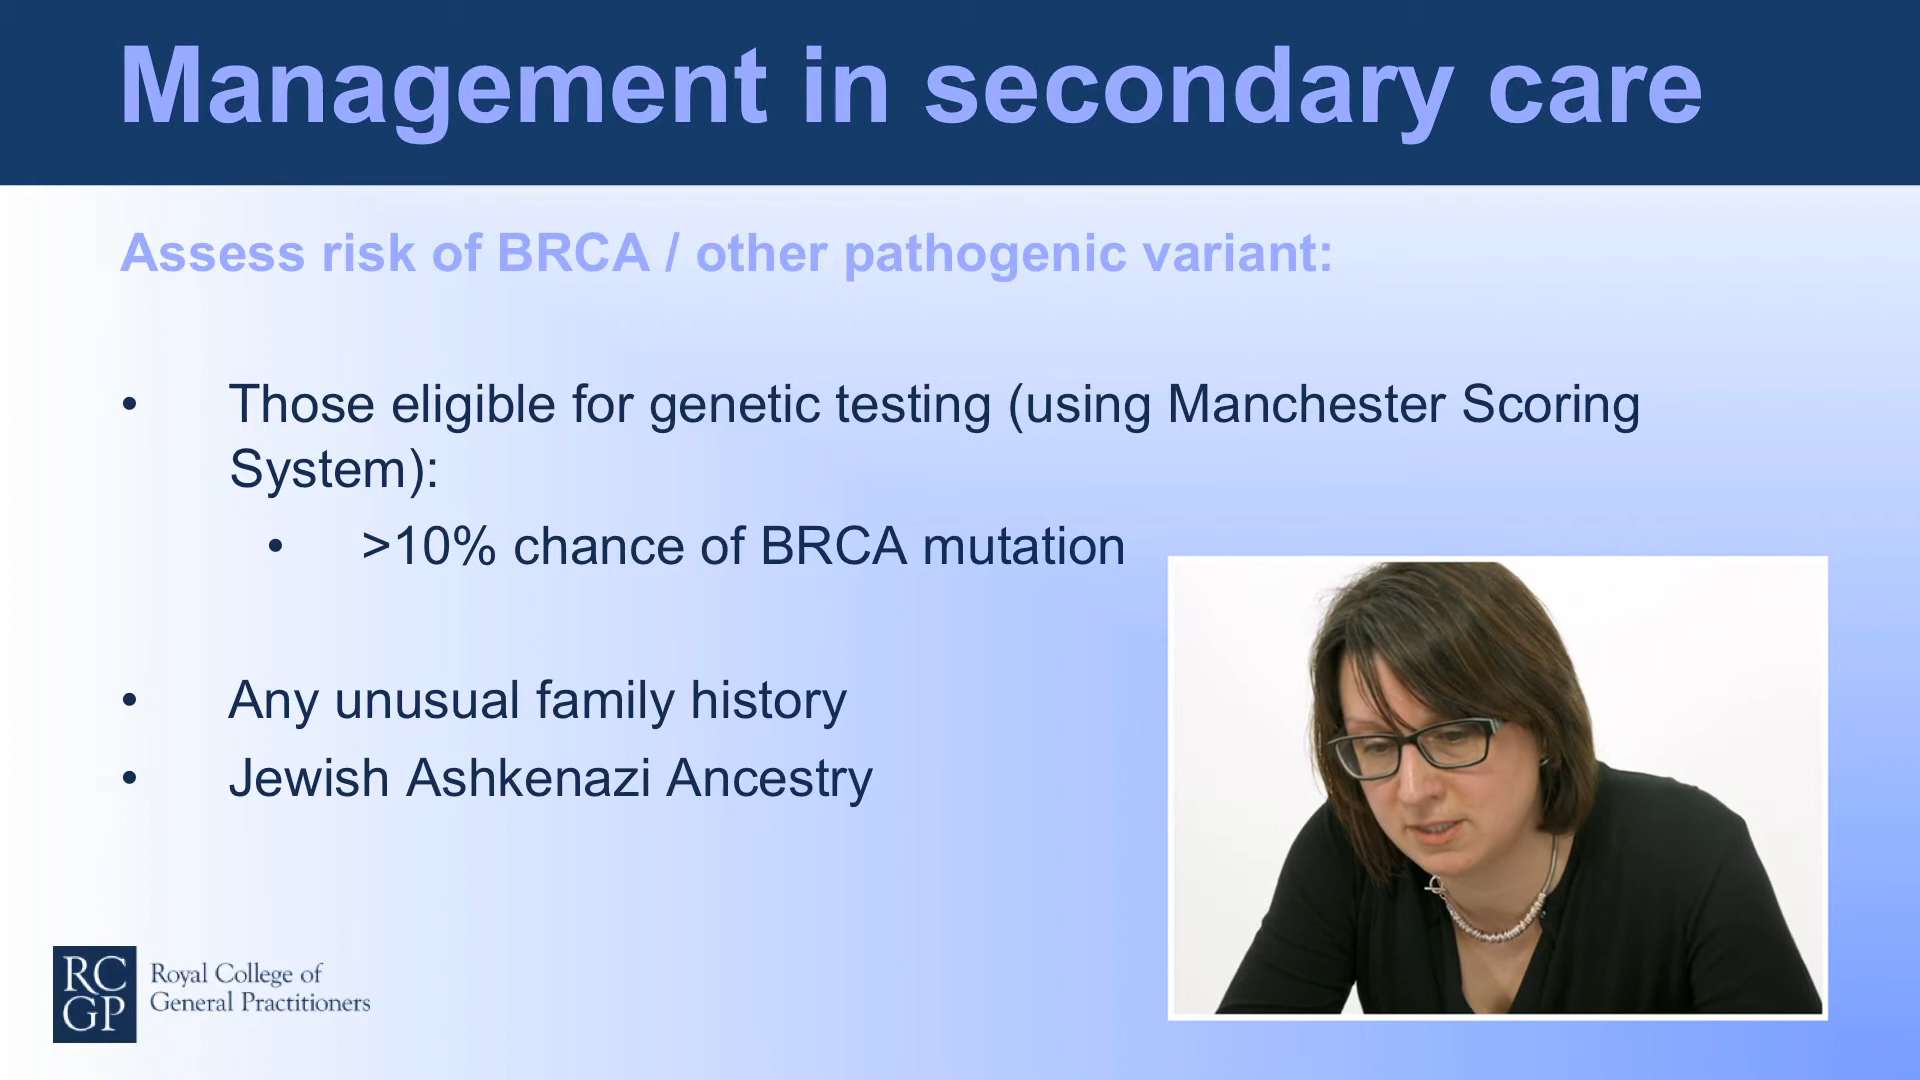 Management in secondary care
Assess risk of BRCA / other pathogenic variant:
• Those eligible for genetic testing (using Manchester Scoring
System):
• >10% chance of BRCA mutation
• Any unusual family history
• Jewish Ashkenazi Ancestry
RC
GP
Royal College of
General Practitioners